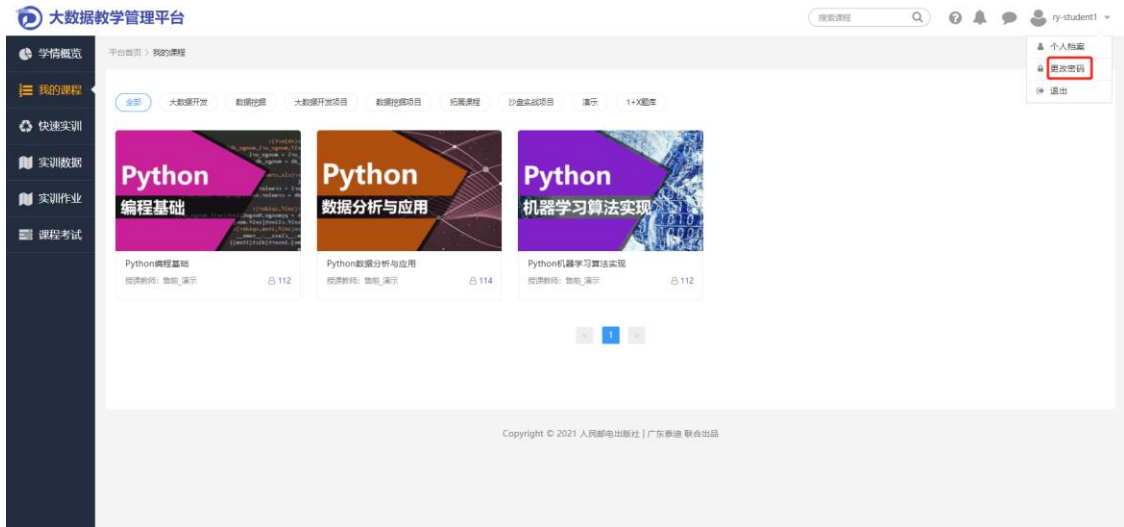 大数据教学管理平台
搜索课程
ry-student1
个人档案
更改密码
退出
学情概览
我的课程
快速实训
实训数据
实训作业
课程考试
平台首页 > 我的课程
全部 大数据开发 数据挖掘 大数据开发项目 数据挖掘项目 拓展课程 沙盘实战项目 演示 1+X题库
Python
编程基础
Python编程基础
授课教师: 售前_演示 112
Python
数据分析与应用
Python数据分析与应用
授课教师: 售前_演示 114
Python
机器学习算法实现
Python机器学习算法实现
授课教师: 售前_演示 112
1
Copyright © 2021 人民邮电出版社 | 广东泰迪 联合出品